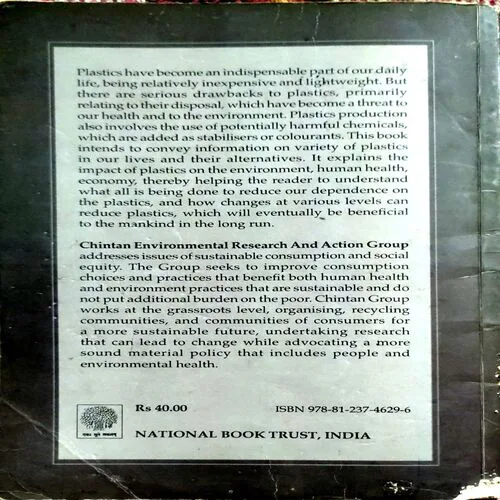 Plastics have become an indispensable part of our daily
life, being relatively inexpensive and lightweight. But
there are serious drawbacks to plastics, primarily
relating to their disposal, which have become a threat to
our health and to the environment. Plastics production
also involves the use of potentially harmful chemicals,
which are added as stabilisers or colourants. This book
intends to convey information on variety of plastics
in our lives and their alternatives. It explains the
impact of plastics on the environment, human health,
economy, thereby helping the reader to understand
what all is being done to reduce our dependence on
the plastics, and how changes at various levels can
reduce plastics, which will eventually be beneficial
to the mankind in the long run.
Chintan Environmental Research And Action Group
addresses issues of sustainable consumption and social
equity. The Group seeks to improve consumption
choices and practices that benefit both human health
and environment practices that are sustainable and do
not put additional burden on the poor. Chintan Group
works at the grassroots level, organising, recycling
communities, and communities of consumers for
a more sustainable future, undertaking research
that can lead to change while advocating a more
sound material policy that includes people and
environmental health.
Rs 40.00
ISBN 978-81-237-4629-6
एकः सूते सकलम्
NATIONAL BOOK TRUST, INDIA